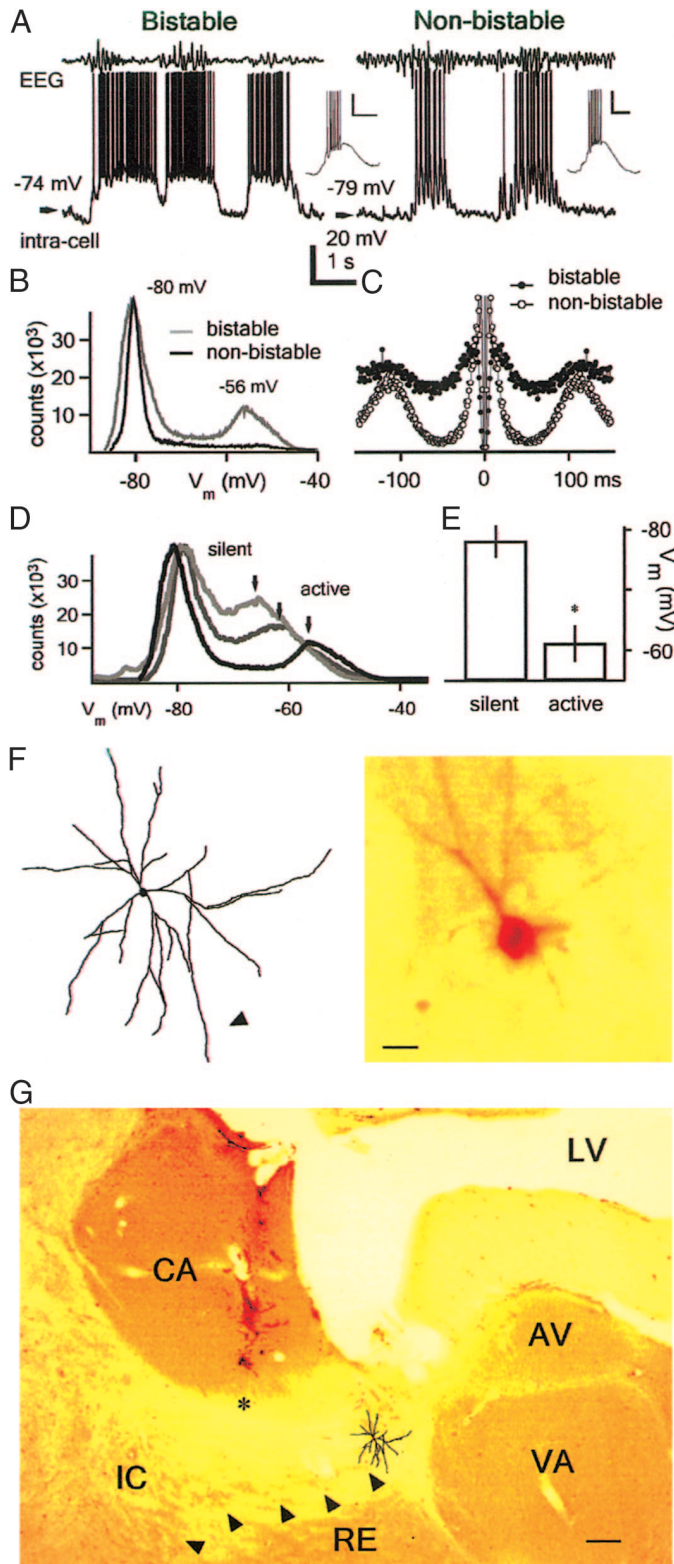 A
Bistable
Non-bistable
EEG
-74 mV
-79 mV
intra-cell
20 mV
1 s
B
-80 mV
bistable
non-bistable
-56 mV
counts (x10³)
30
20
10
-80
Vm (mV)
-40
C
bistable
non-bistable
-100
0
100 ms
D
silent
active
counts (x10³)
30
20
10
Vm (mV)
-80
-60
-40
E
-80
Vm (mV)
-60
*
silent
active
F
G
LV
CA
AV
*
IC
VA
RE